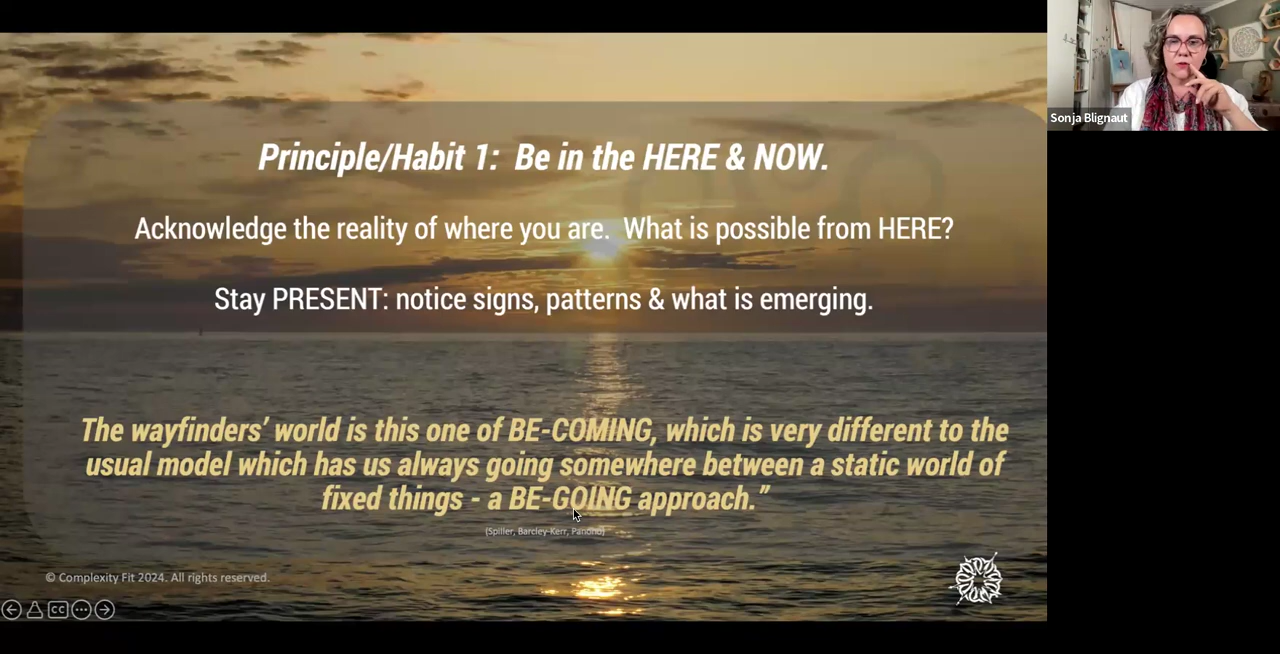 Principle/Habit 1:  Be in the HERE & NOW.
Acknowledge the reality of where you are.  What is possible from HERE?
Stay PRESENT: notice signs, patterns & what is emerging.
The wayfinders’ world is this one of BE-COMING, which is very different to the
usual model which has us always going somewhere between a static world of
fixed things - a BE-GOING approach.”
(Spiller, Barcley-Kerr, Panoho)
© Complexity Fit 2024. All rights reserved.
CC
Sonja Blignaut